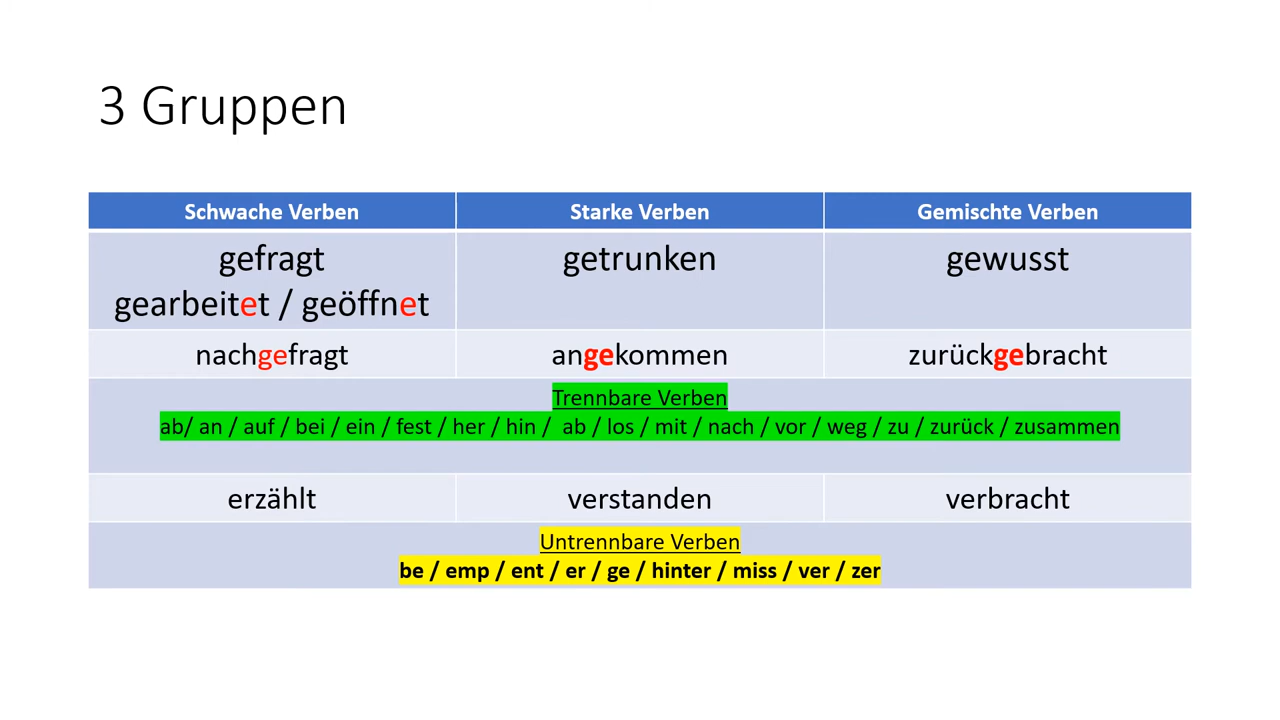 3 Gruppen
Schwache Verben
Starke Verben
Gemischte Verben
gefragt
gearbeitet / geöffnet
getrunken
gewusst
nachgefragt
angekommen
zurückgebracht
Trennbare Verben
ab/ an / auf / bei / ein / fest / her / hin / ab / los / mit / nach / vor / weg / zu / zurück / zusammen
erzählt
verstanden
verbracht
Untrennbare Verben
be / emp / ent / er / ge / hinter / miss / ver / zer